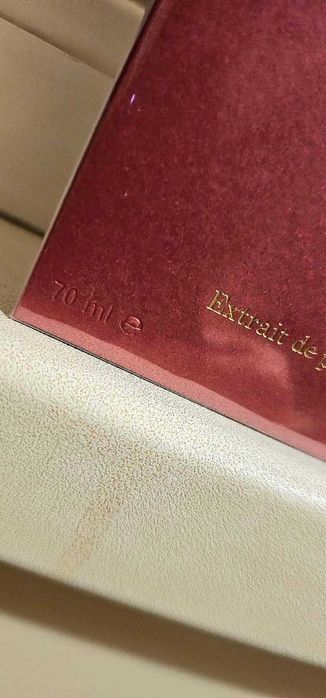 70 ml ℮
Extrait de p